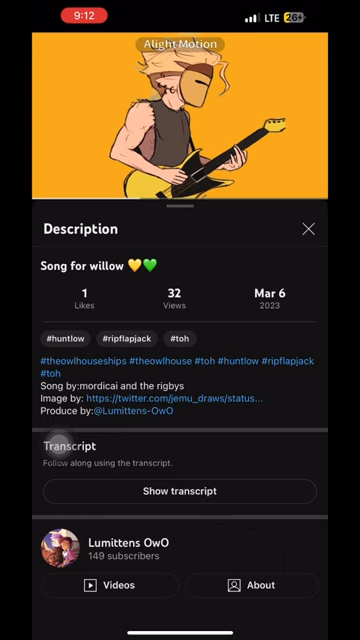 9:12
LTE
Alight Motion
Description
Song for willow 💛💚
1
Likes
32
Views
Mar 6
2023
#huntlow
#ripflapjack
#toh
#theowlhouseships #theowlhouse #toh #huntlow #ripflapjack
#toh
Song by:mordicai and the rigbys
Image by: https://twitter.com/jemu_draws/status...
Produce by:@Lumittens-OwO
Transcript
Follow along using the transcript.
Show transcript
Lumittens OwO
149 subscribers
Videos
About